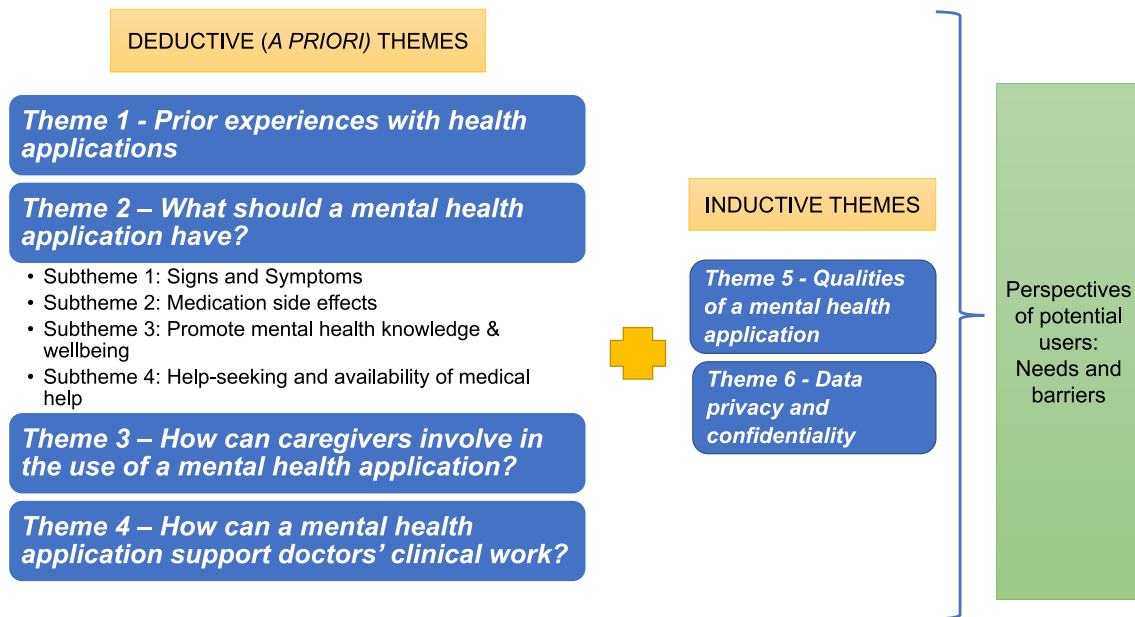 DEDUCTIVE (A PRIORI) THEMES
Theme 1 - Prior experiences with health
applications
Theme 2 – What should a mental health
application have?
• Subtheme 1: Signs and Symptoms
• Subtheme 2: Medication side effects
• Subtheme 3: Promote mental health knowledge &
wellbeing
• Subtheme 4: Help-seeking and availability of medical
help
Theme 3 – How can caregivers involve in
the use of a mental health application?
Theme 4 – How can a mental health
application support doctors’ clinical work?
INDUCTIVE THEMES
Theme 5 - Qualities
of a mental health
application
Theme 6 - Data
privacy and
confidentiality
Perspectives
of potential
users:
Needs and
barriers